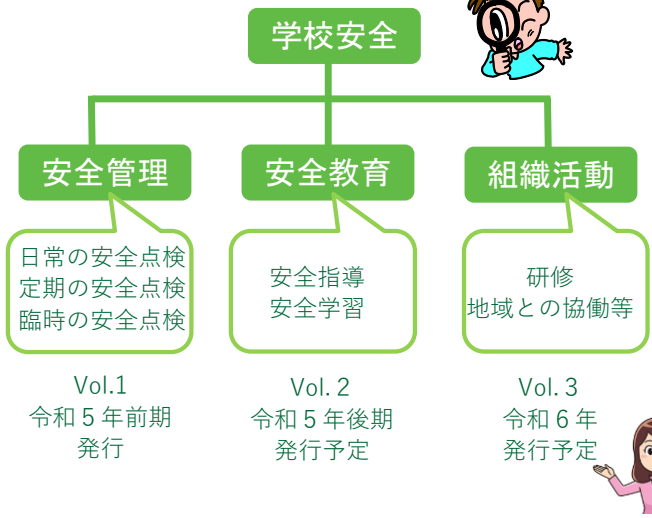 学校安全
安全管理
安全教育
組織活動
日常の安全点検
定期の安全点検
臨時の安全点検
安全指導
安全学習
研修
地域との協働等
Vol.1
令和５年前期
発行
Vol.２
令和５年後期
発行予定
Vol.３
令和６年
発行予定